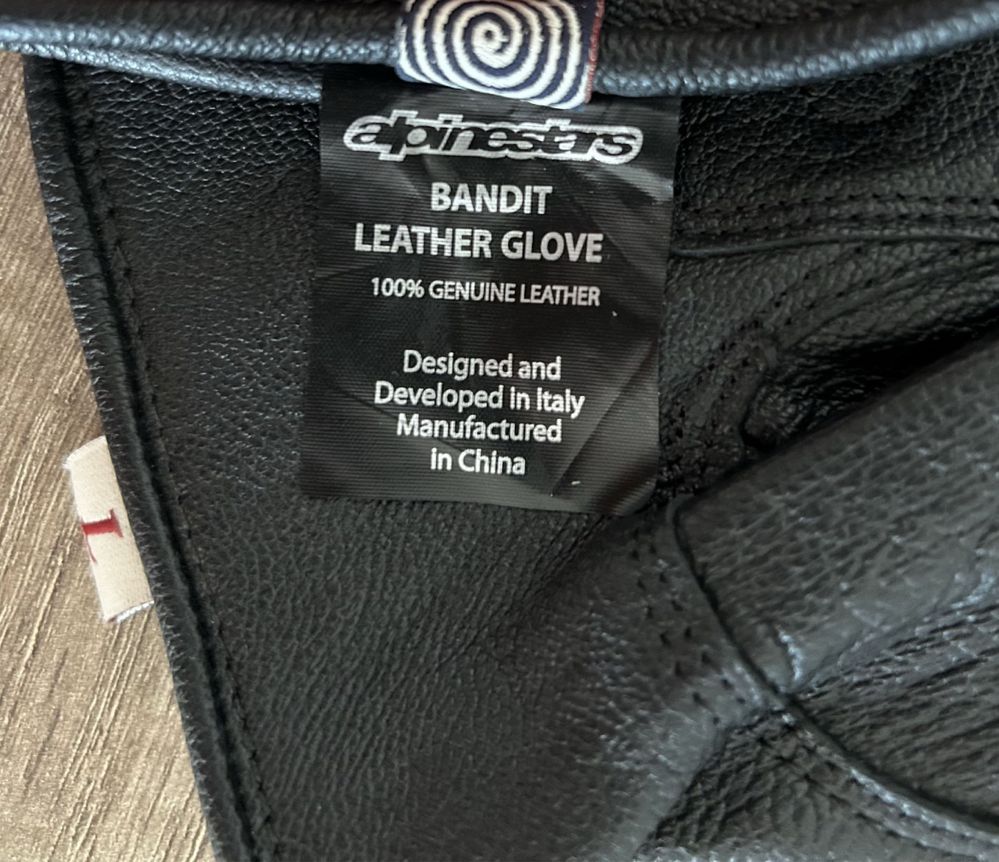 alpinestars
BANDIT
LEATHER GLOVE
100% GENUINE LEATHER
Designed and
Developed in Italy
Manufactured
in China
L